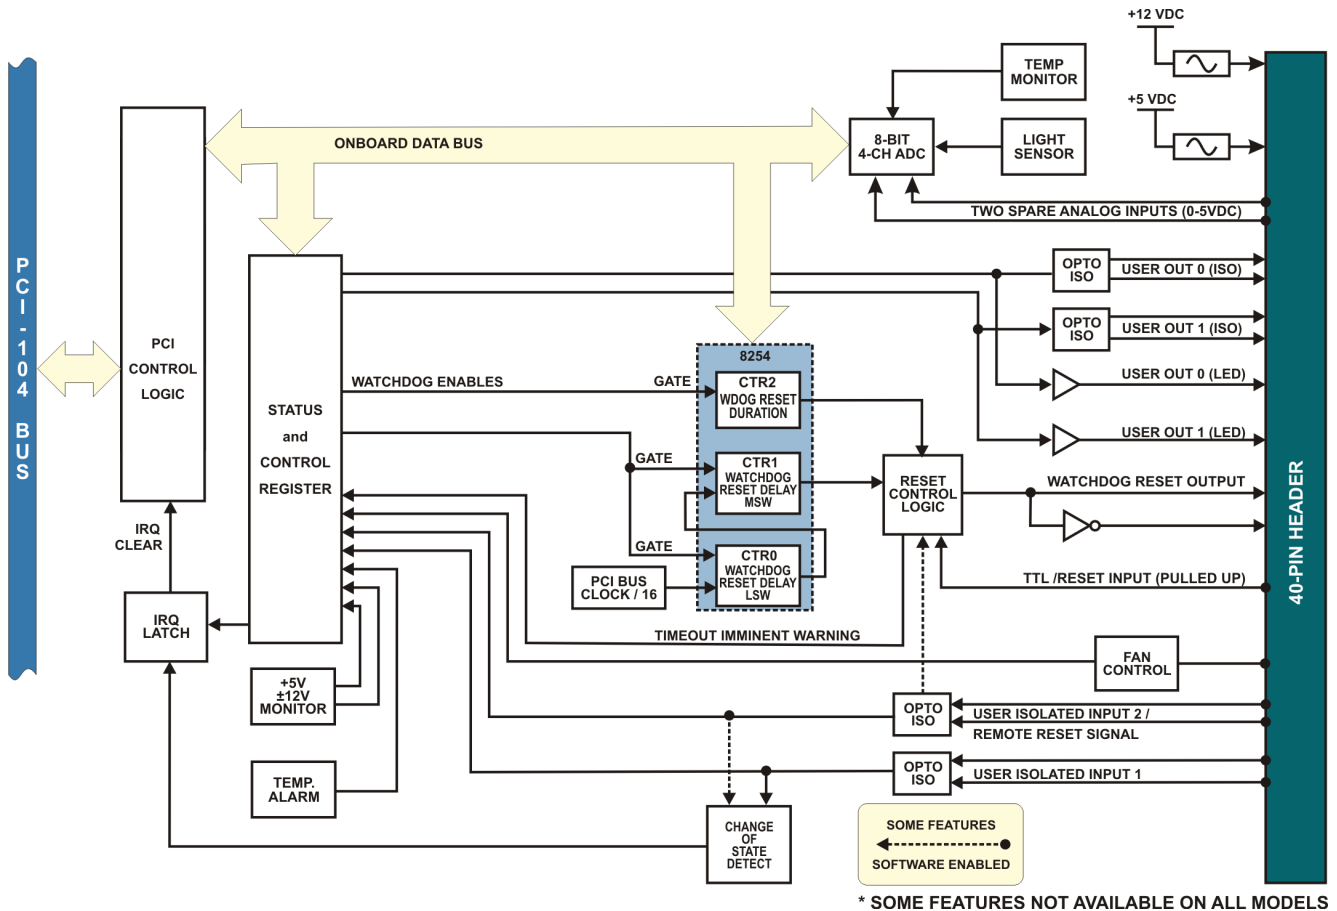 +12 VDC
+5 VDC
TEMP
MONITOR
8-BIT
4-CH ADC
LIGHT
SENSOR
ONBOARD DATA BUS
TWO SPARE ANALOG INPUTS (0-5VDC)
PCI-104 BUS
PCI
CONTROL
LOGIC
OPTO
ISO
USER OUT 0 (ISO)
OPTO
ISO
USER OUT 1 (ISO)
USER OUT 0 (LED)
USER OUT 1 (LED)
STATUS
and
CONTROL
REGISTER
WATCHDOG ENABLES
GATE
8254
CTR2
WDOG RESET
DURATION
GATE
CTR1
WATCHDOG
RESET DELAY
MSW
GATE
CTR0
WATCHDOG
RESET DELAY
LSW
PCI BUS
CLOCK / 16
RESET
CONTROL
LOGIC
WATCHDOG RESET OUTPUT
TTL /RESET INPUT (PULLED UP)
40-PIN HEADER
IRQ
CLEAR
IRQ
LATCH
TIMEOUT IMMINENT WARNING
FAN
CONTROL
+5V
±12V
MONITOR
OPTO
ISO
USER ISOLATED INPUT 2 /
REMOTE RESET SIGNAL
TEMP.
ALARM
OPTO
ISO
USER ISOLATED INPUT 1
CHANGE
OF
STATE
DETECT
SOME FEATURES
SOFTWARE ENABLED
* SOME FEATURES NOT AVAILABLE ON ALL MODELS